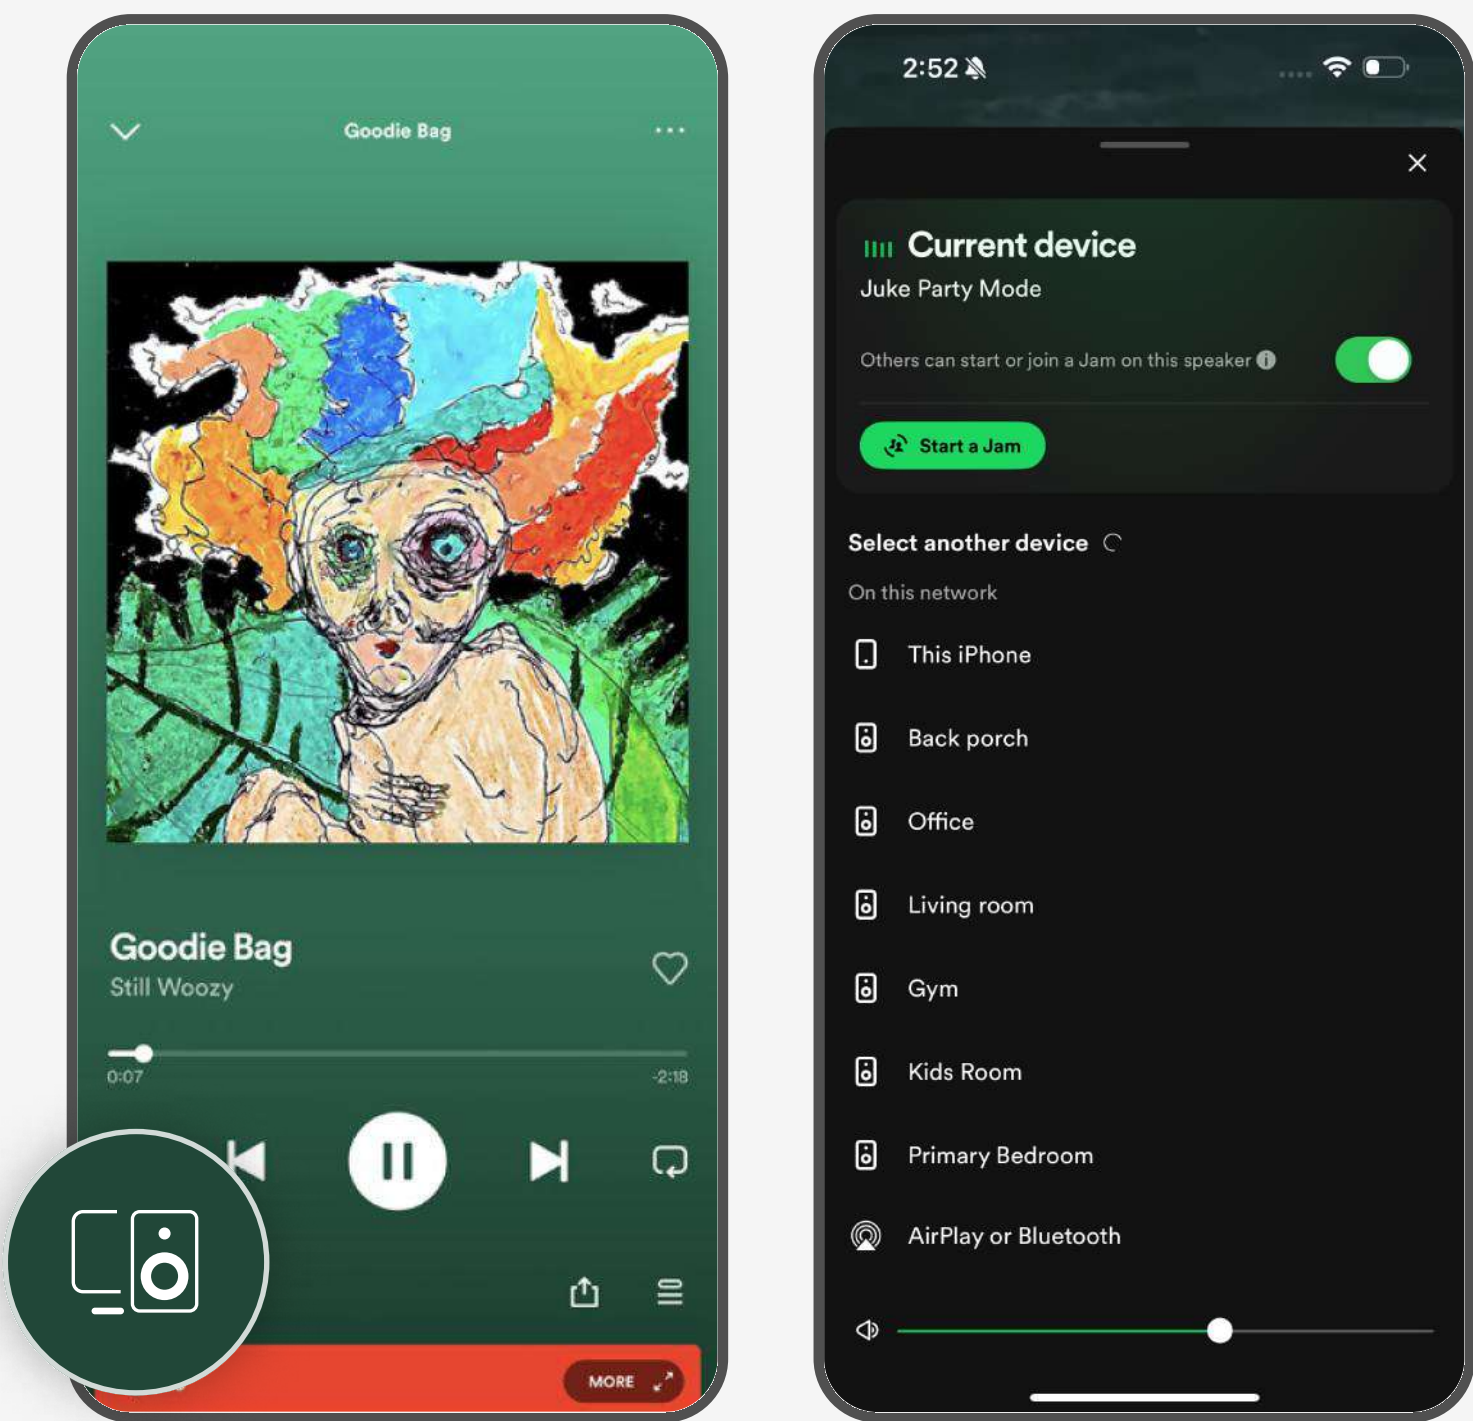 Goodie Bag
Goodie Bag
Still Woozy
0:07
-2:18
MORE
2:52
Current device
Juke Party Mode
Others can start or join a Jam on this speaker
Start a Jam
Select another device
On this network
This iPhone
Back porch
Office
Living room
Gym
Kids Room
Primary Bedroom
AirPlay or Bluetooth